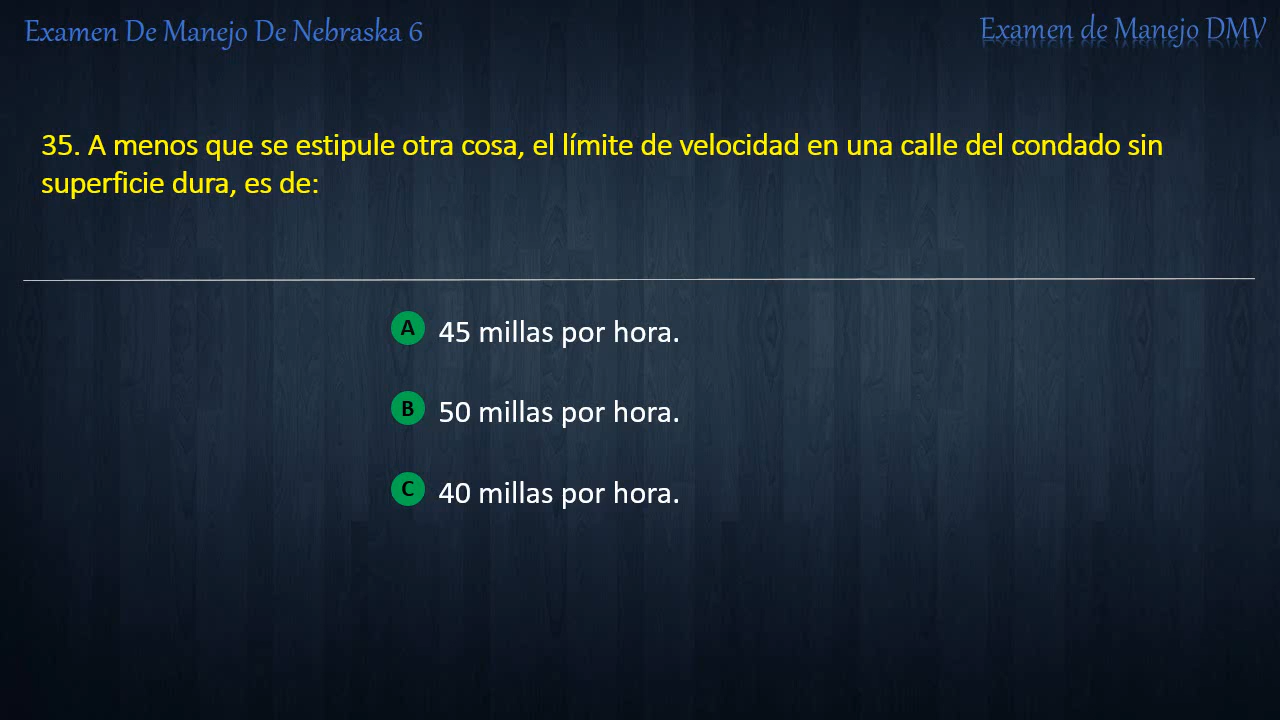 Examen De Manejo De Nebraska 6
Examen de Manejo DMV
35. A menos que se estipule otra cosa, el límite de velocidad en una calle del condado sin
superficie dura, es de:
A 45 millas por hora.
B 50 millas por hora.
C 40 millas por hora.